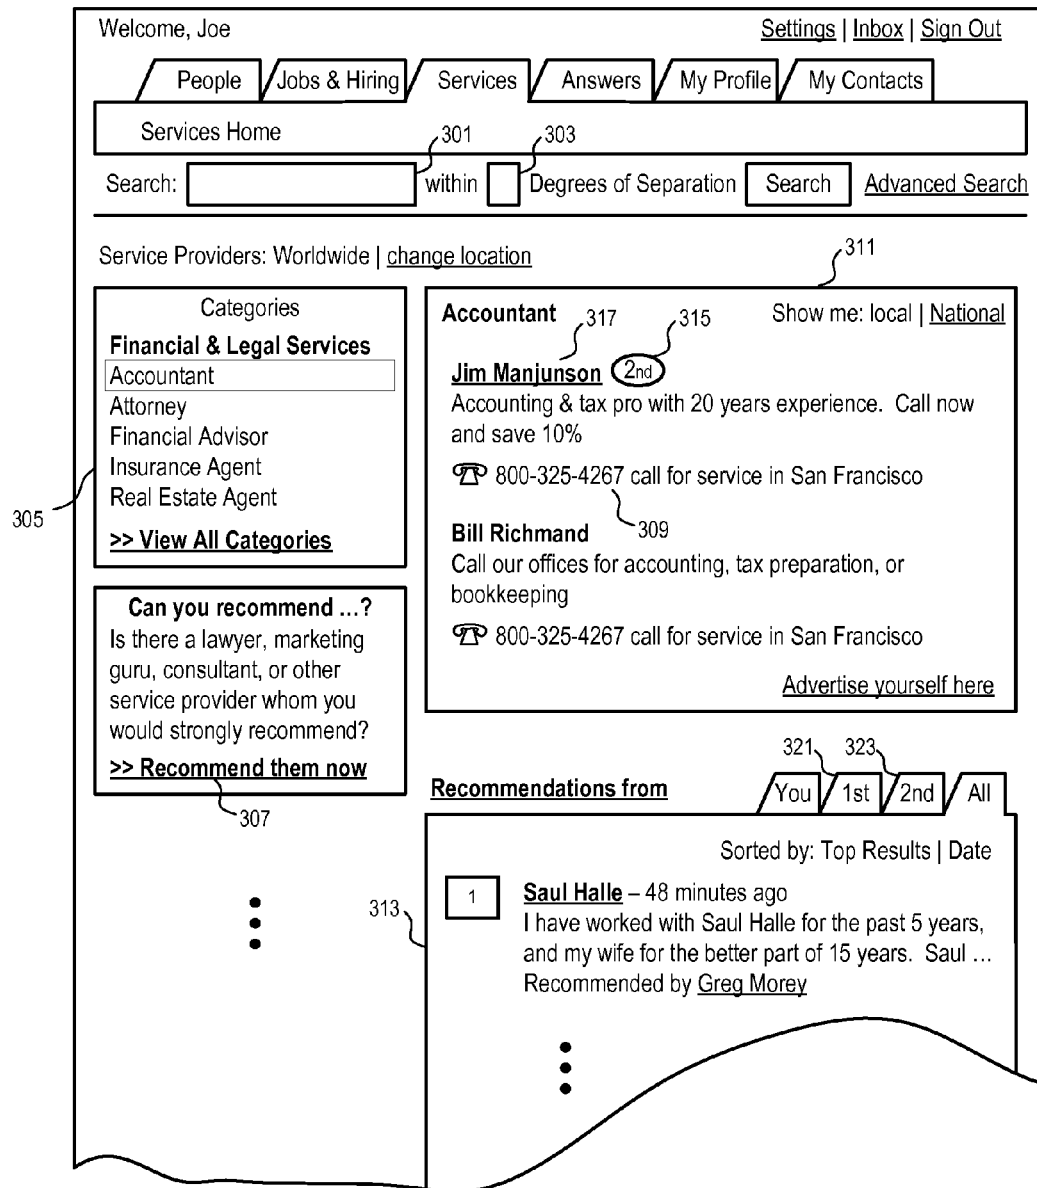 Welcome, Joe
Settings | Inbox | Sign Out
People
Jobs & Hiring
Services
Answers
My Profile
My Contacts
Services Home
301
303
Search:
within
Degrees of Separation
Search
Advanced Search
Service Providers: Worldwide | change location
311
Categories
Financial & Legal Services
Accountant
Attorney
Financial Advisor
Insurance Agent
Real Estate Agent
>> View All Categories
305
Accountant
317
315
Show me: local | National
Jim Manjunson
2nd
Accounting & tax pro with 20 years experience. Call now
and save 10%
800-325-4267 call for service in San Francisco
309
Bill Richmand
Call our offices for accounting, tax preparation, or
bookkeeping
800-325-4267 call for service in San Francisco
Advertise yourself here
Can you recommend ...?
Is there a lawyer, marketing
guru, consultant, or other
service provider whom you
would strongly recommend?
>> Recommend them now
307
321
323
Recommendations from
You
1st
2nd
All
Sorted by: Top Results | Date
313
1
Saul Halle – 48 minutes ago
I have worked with Saul Halle for the past 5 years,
and my wife for the better part of 15 years. Saul ...
Recommended by Greg Morey